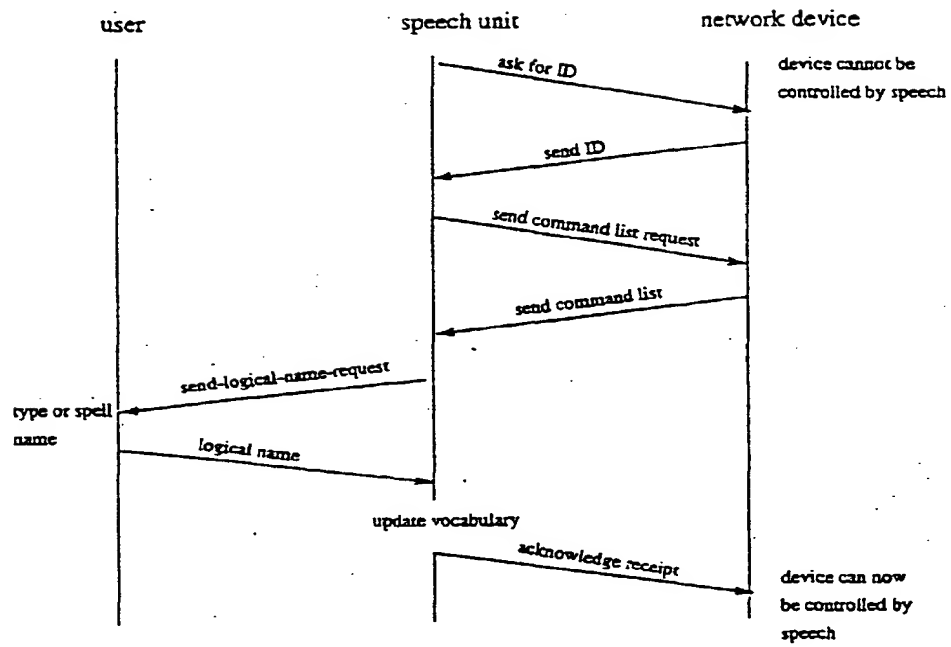 user
speech unit
network device
ask for ID
device cannot be
controlled by speech
send ID
send command list request
send command list
send-logical-name-request
type or spell
name
logical name
update vocabulary
acknowledge receipt
device can now
be controlled by
speech